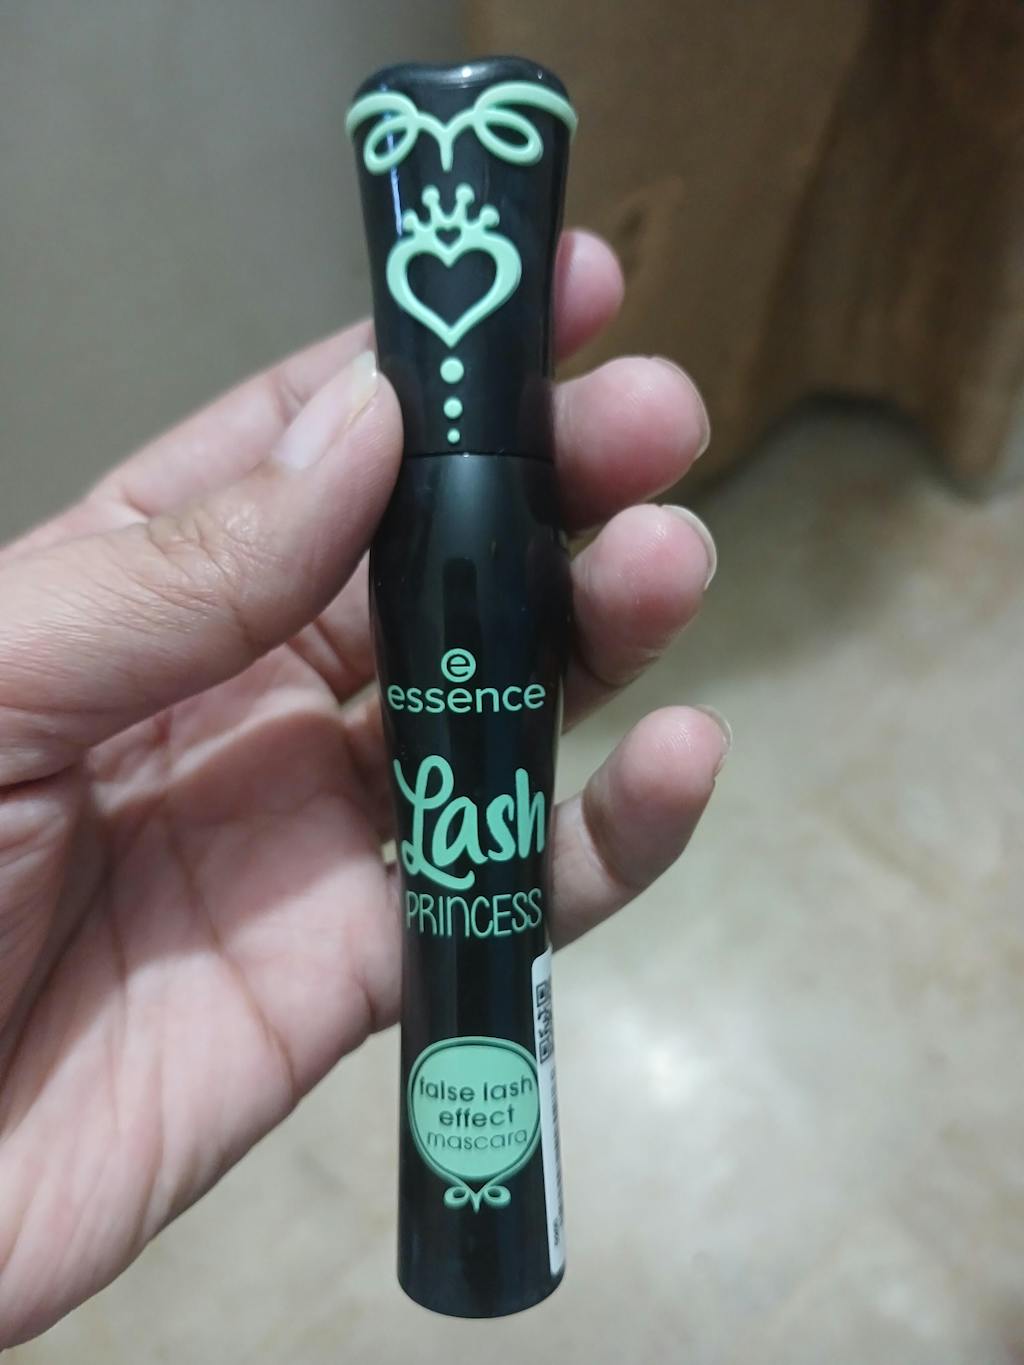 e
essence
Lash
PRINCESS
false lash
effect
mascara